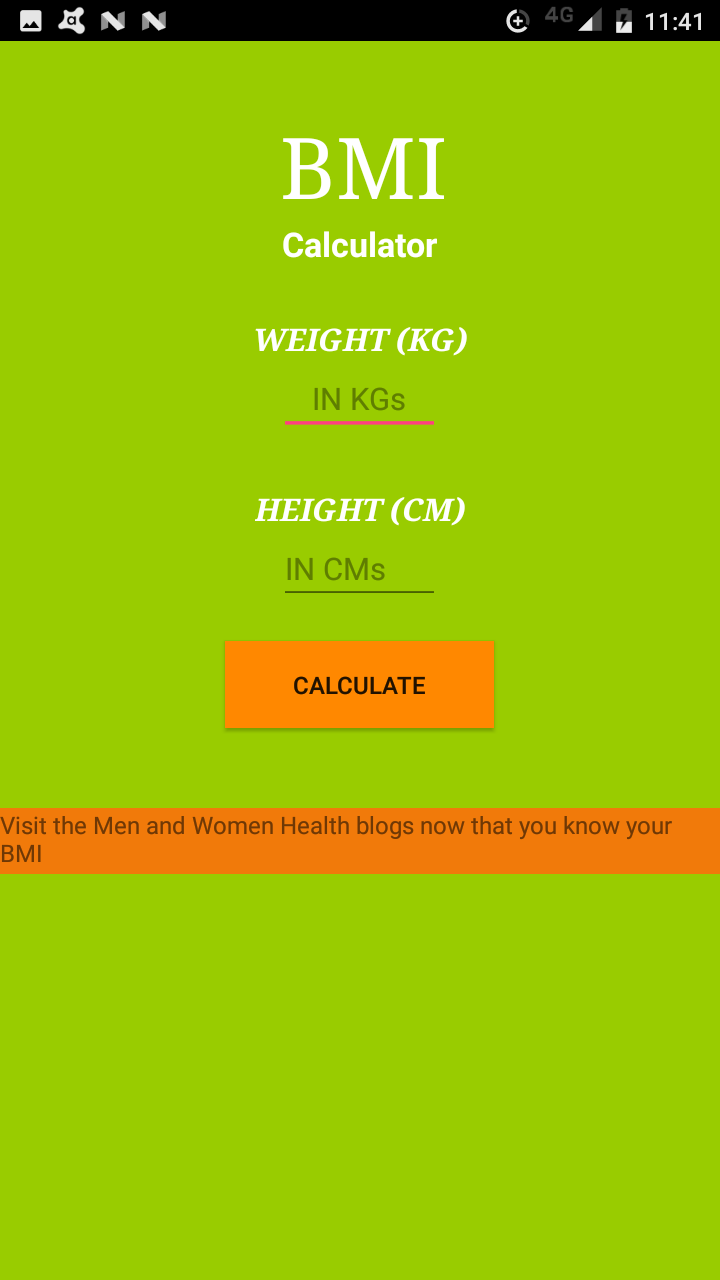 4G 11:41
BMI
Calculator
WEIGHT (KG)
IN KGs
HEIGHT (CM)
IN CMs
CALCULATE
Visit the Men and Women Health blogs now that you know your
BMI